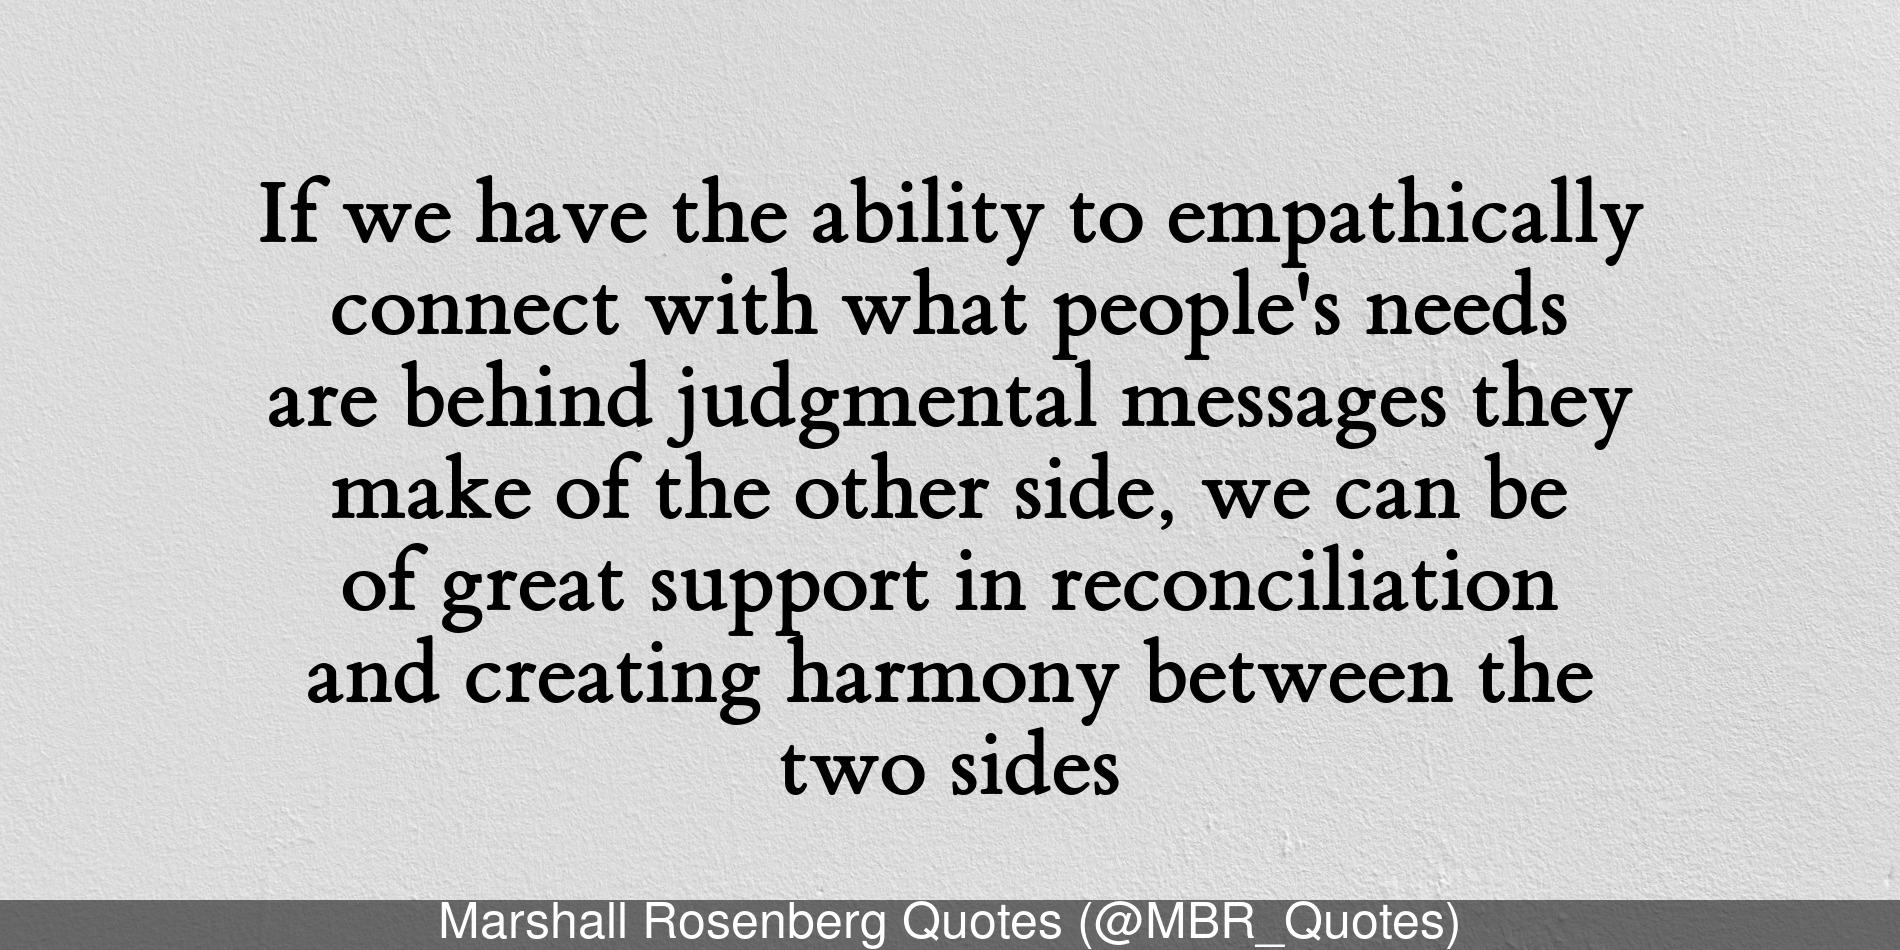 If we have the ability to empathically
connect with what people's needs
are behind judgmental messages they
make of the other side, we can be
of great support in reconciliation
and creating harmony between the
two sides
Marshall Rosenberg Quotes (@MBR_Quotes)